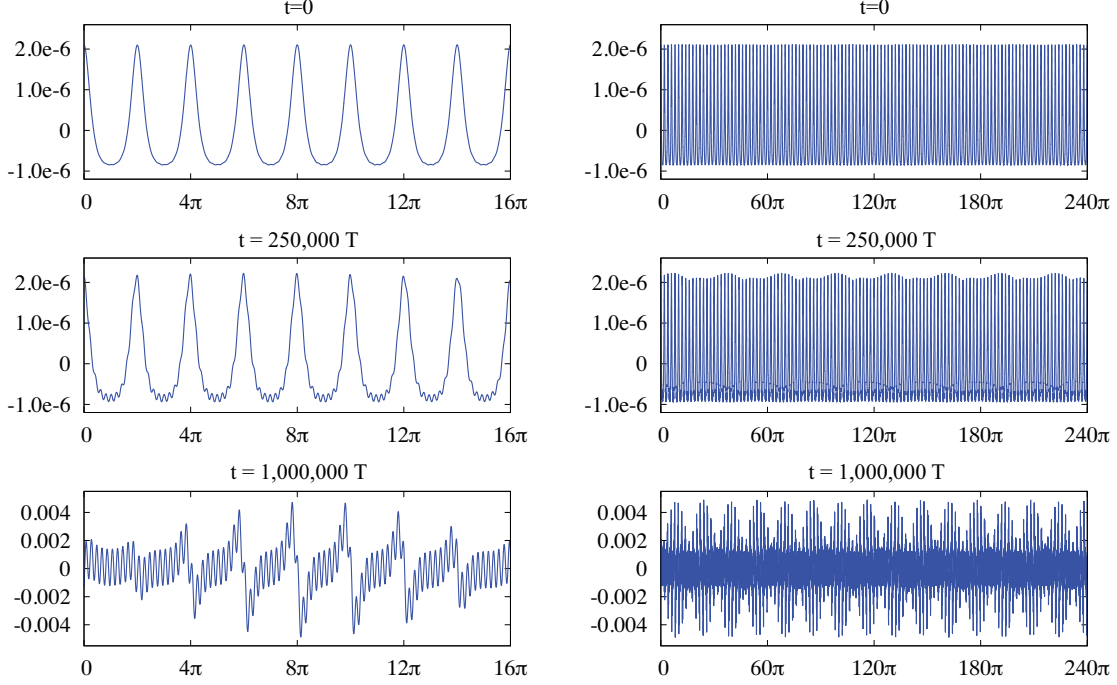 t=0
2.0e-6
1.0e-6
0
-1.0e-6
0 4π 8π 12π 16π
t=0
2.0e-6
1.0e-6
0
-1.0e-6
0 60π 120π 180π 240π
t = 250,000 T
2.0e-6
1.0e-6
0
-1.0e-6
0 4π 8π 12π 16π
t = 250,000 T
2.0e-6
1.0e-6
0
-1.0e-6
0 60π 120π 180π 240π
t = 1,000,000 T
0.004
0.002
0
-0.002
-0.004
0 4π 8π 12π 16π
t = 1,000,000 T
0.004
0.002
0
-0.002
-0.004
0 60π 120π 180π 240π